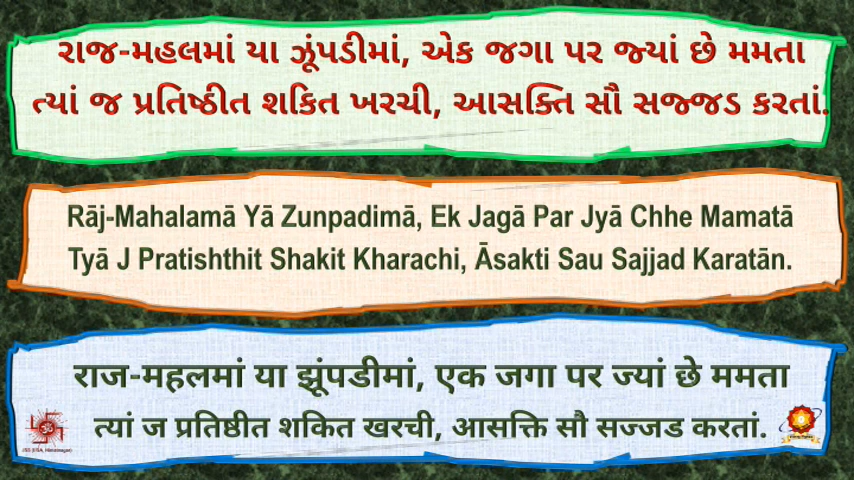 રાજ-મહલમાં યા ઝૂંપડીમાં, એક જગા પર જ્યાં છે મમતા
ત્યાં જ પ્રતિષ્ઠીત શકિત ખરચી, આસક્તિ સૌ સજ્જડ કરતાં.
Rāj-Mahalamā Yā Zunpadimā, Ek Jagā Par Jyā Chhe Mamatā
Tyā J Pratishthit Shakit Kharachi, Āsakti Sau Sajjad Karatān.
राज-महलमां या झूंपडीमां, एक जगा पर ज्यां छे ममता
त्यां ज प्रतिष्ठीत शकित खरची, आसक्ति सौ सज्जड करतां.